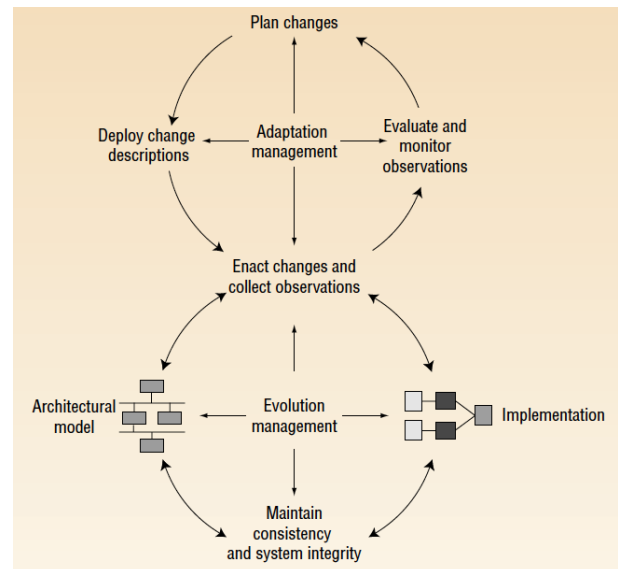 Plan changes
Deploy change
descriptions
Adaptation
management
Evaluate and
monitor
observations
Enact changes and
collect observations
Architectural
model
Evolution
management
Implementation
Maintain
consistency
and system integrity